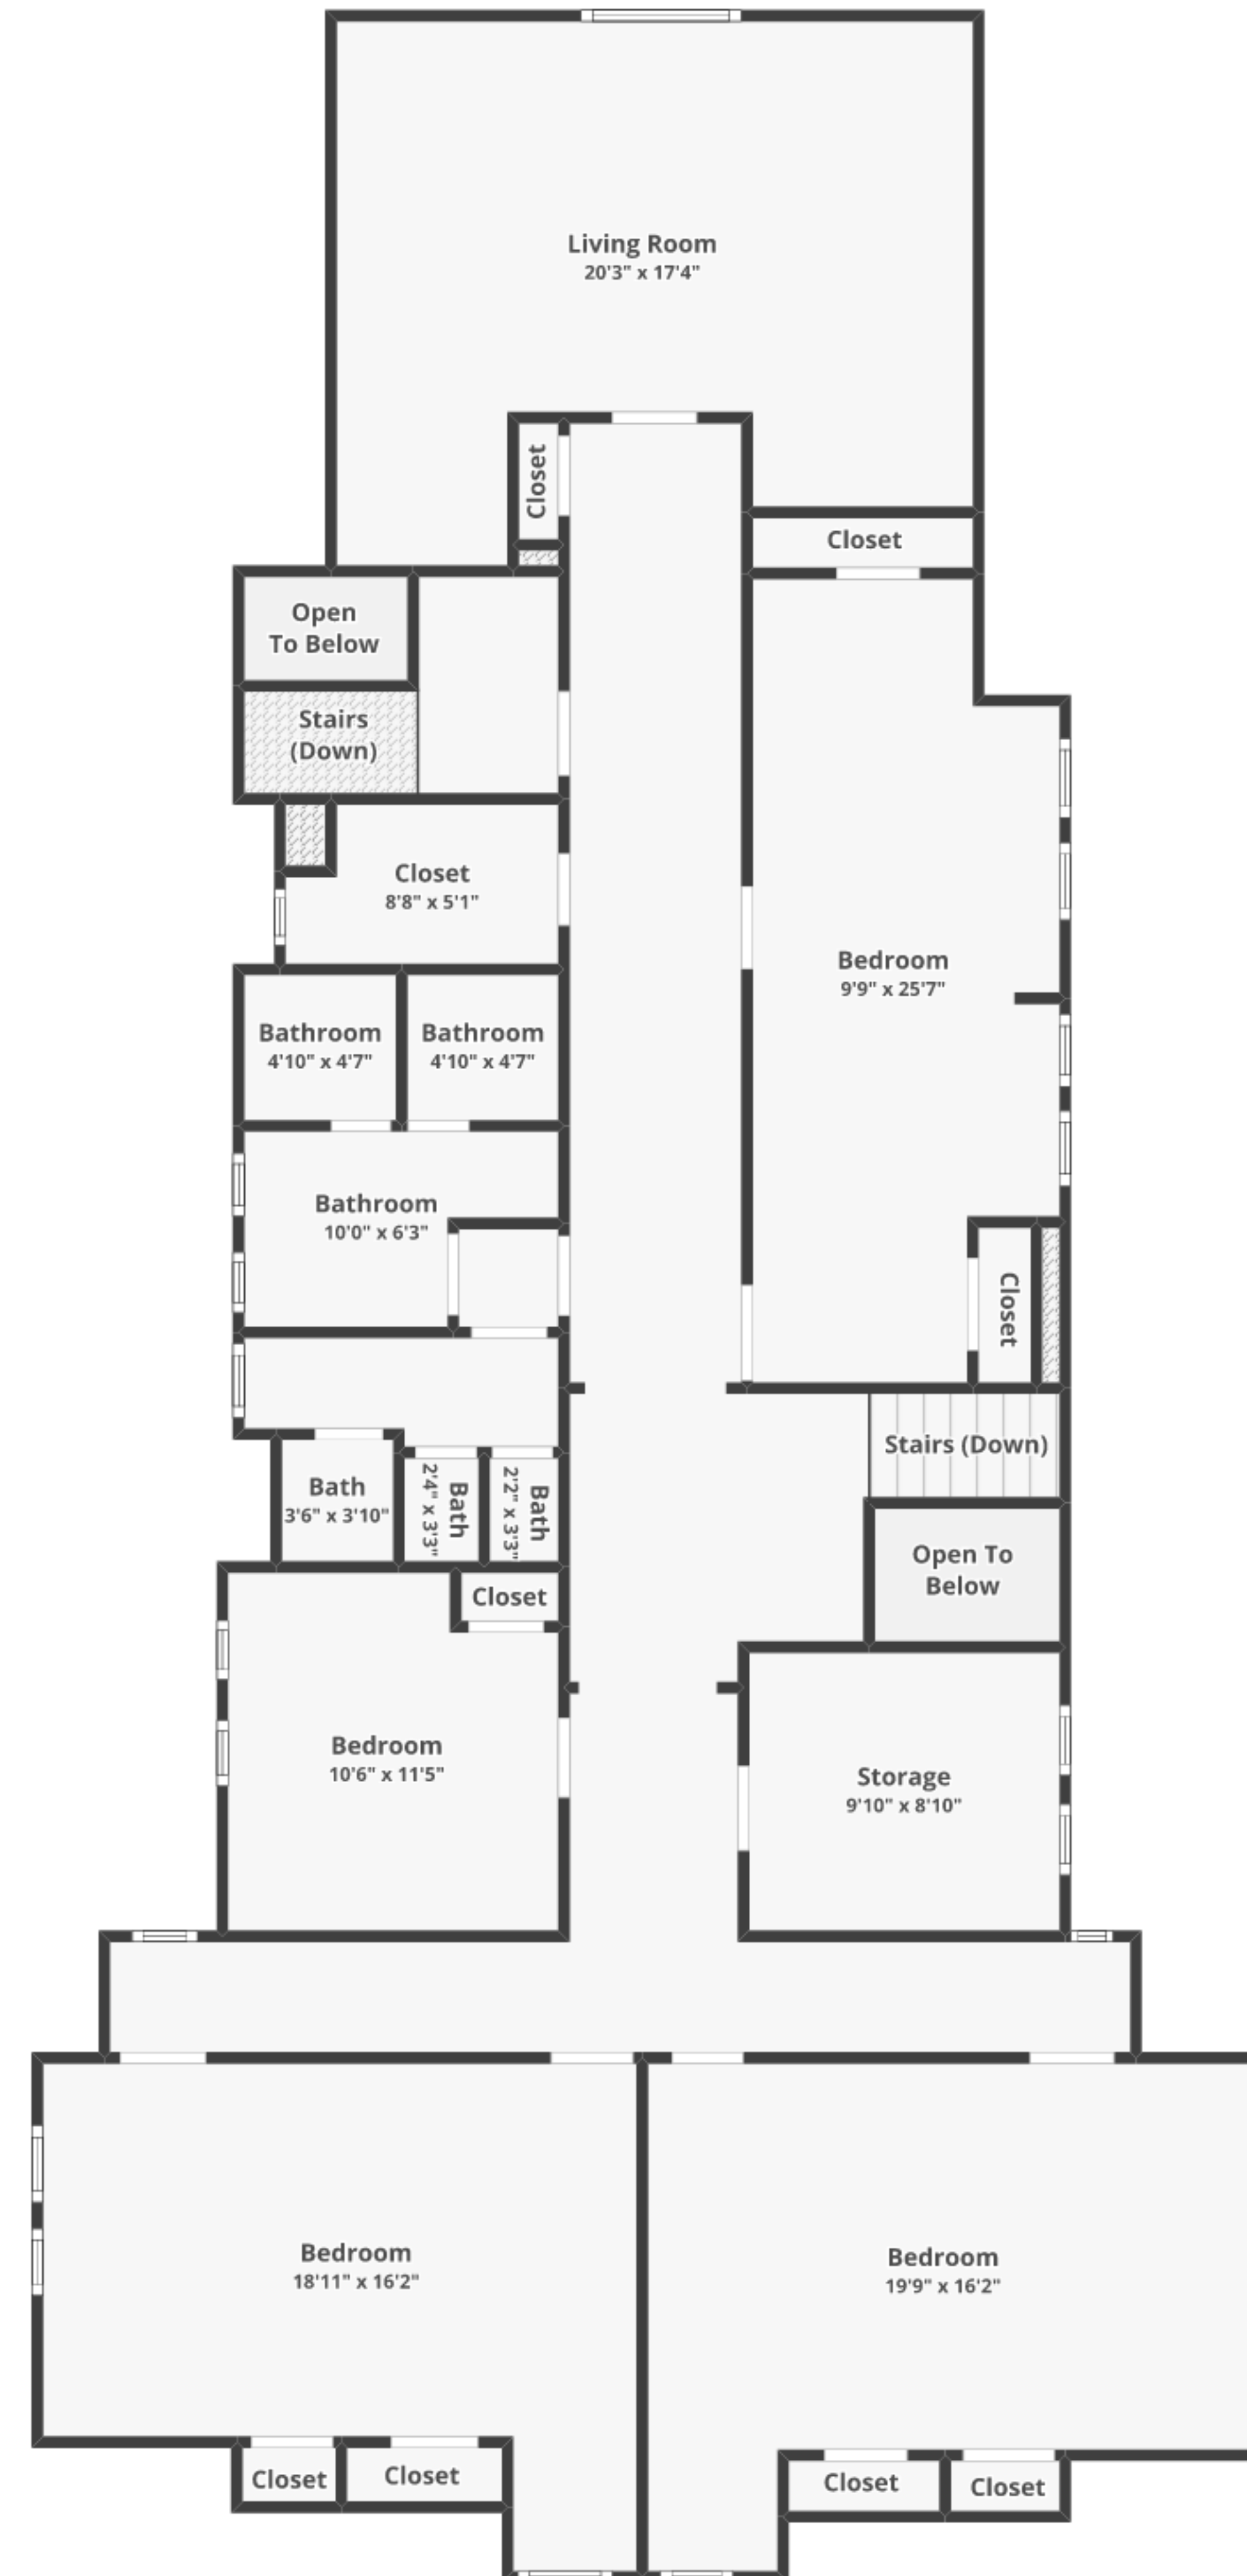 Living Room
20'3" x 17'4"
Closet
Closet
Open
To Below
Stairs
(Down)
Closet
8'8" x 5'1"
Bedroom
9'9" x 25'7"
Bathroom
4'10" x 4'7"
Bathroom
4'10" x 4'7"
Bathroom
10'0" x 6'3"
Closet
Stairs (Down)
Bath
3'6" x 3'10"
Bath
2'4" x 3'3"
Bath
2'2" x 3'3"
Open To
Below
Closet
Bedroom
10'6" x 11'5"
Storage
9'10" x 8'10"
Bedroom
18'11" x 16'2"
Bedroom
19'9" x 16'2"
Closet
Closet
Closet
Closet